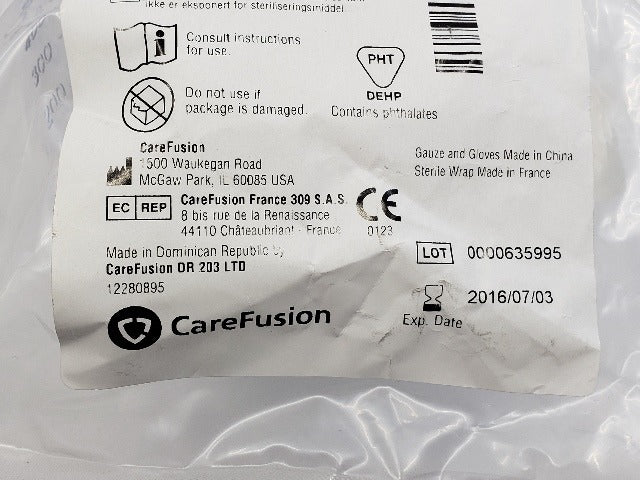 ikke er eksponert for steriliseringsmiddel.
Consult instructions
for use.
PHT
DEHP
Contains phthalates
Do not use if
package is damaged.
CareFusion
1500 Waukegan Road
McGaw Park, IL 60085 USA
Gauze and Gloves Made in China
Sterile Wrap Made in France
EC REP
CareFusion France 309 S.A.S.
8 bis rue de la Renaissance
44110 Châteaubriant - France
CE
0123
Made in Dominican Republic by
CareFusion DR 203 LTD
12280895
LOT 0000635995
2016/07/03
Exp. Date
CareFusion
300
200